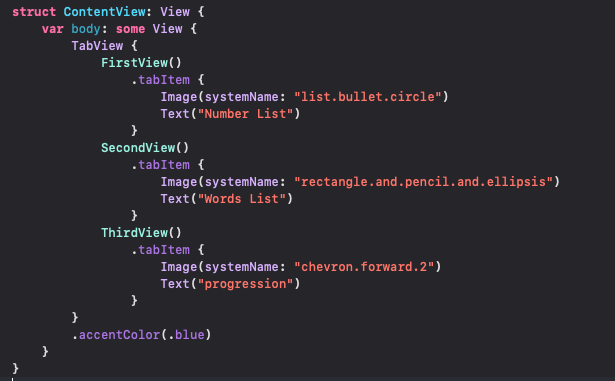 struct ContentView: View {
    var body: some View {
        TabView {
            FirstView()
                .tabItem {
                    Image(systemName: "list.bullet.circle")
                    Text("Number List")
                }
            SecondView()
                .tabItem {
                    Image(systemName: "rectangle.and.pencil.and.ellipsis")
                    Text("Words List")
                }
            ThirdView()
                .tabItem {
                    Image(systemName: "chevron.forward.2")
                    Text("progression")
                }
        }
        .accentColor(.blue)
    }
}